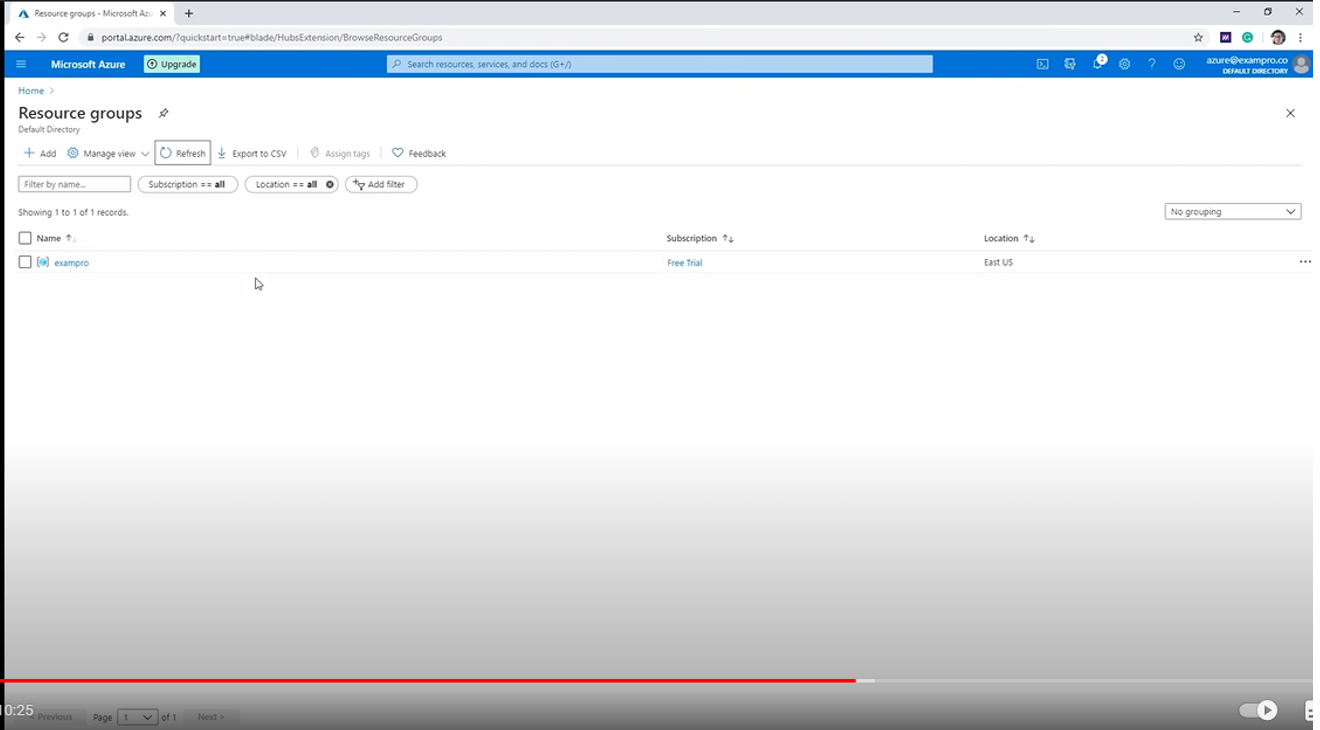 Resource groups - Microsoft Az
portal.azure.com/?quickstart=true#blade/HubsExtension/BrowseResourceGroups
Microsoft Azure Upgrade Search resources, services, and docs (G+/) 2 azure@exampro.co
DEFAULT DIRECTORY
Home >
Resource groups
Default Directory
+ Add Manage view Refresh Export to CSV Assign tags Feedback
Filter by name... Subscription == all Location == all Add filter
Showing 1 to 1 of 1 records.
No grouping
Name ↑↓ Subscription ↑↓ Location ↑↓
exampro Free Trial East US ...
10:25
< Previous Page 1 of 1 Next >